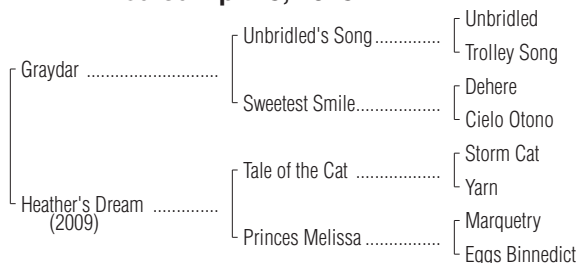 Unbridled
Unbridled's Song..............
Trolley Song
Graydar ............................
Dehere
Sweetest Smile..................
Cielo Otono
Storm Cat
Tale of the Cat ..................
Yarn
Heather's Dream ..............
(2009)
Marquetry
Princes Melissa ................
Eggs Binnedict